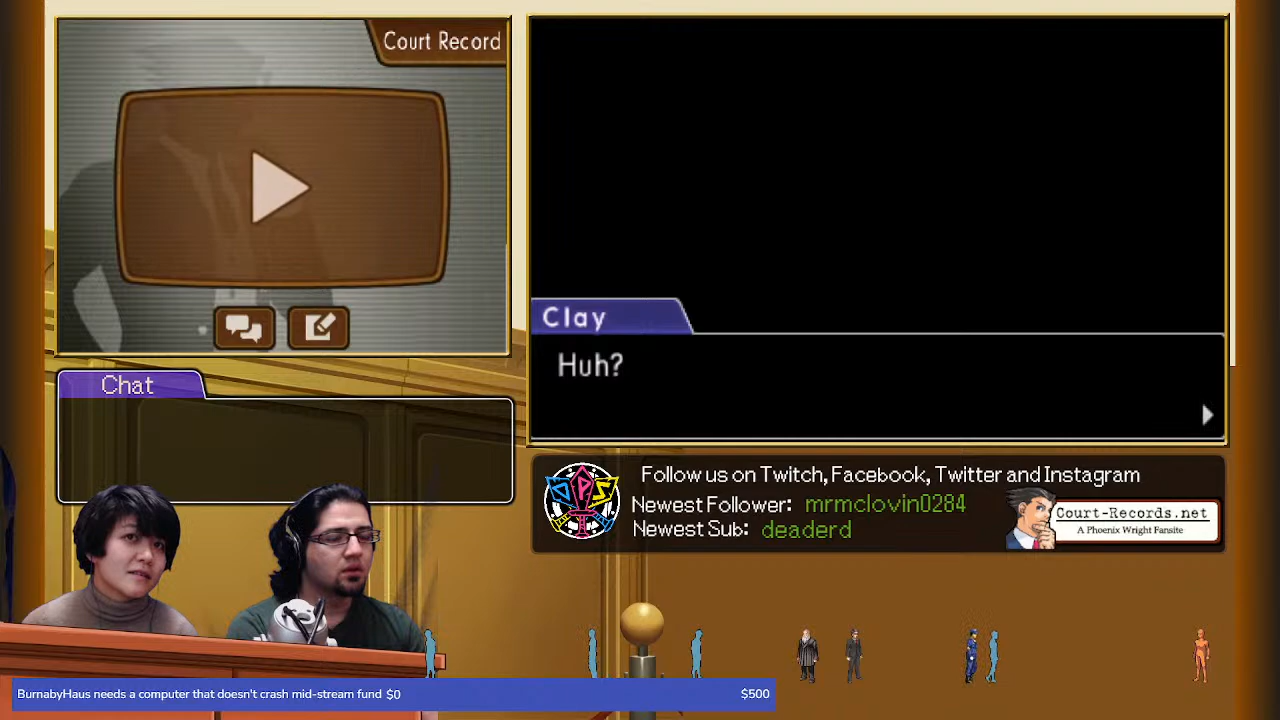 Court Record
Clay
Huh?
Chat
Follow us on Twitch, Facebook, Twitter and Instagram
Newest Follower: mrmclovin0284
Newest Sub: deaderd
OPS
Court-Records.net
A Phoenix Wright Fansite
BurnabyHaus needs a computer that doesn't crash mid-stream fund $0
$500